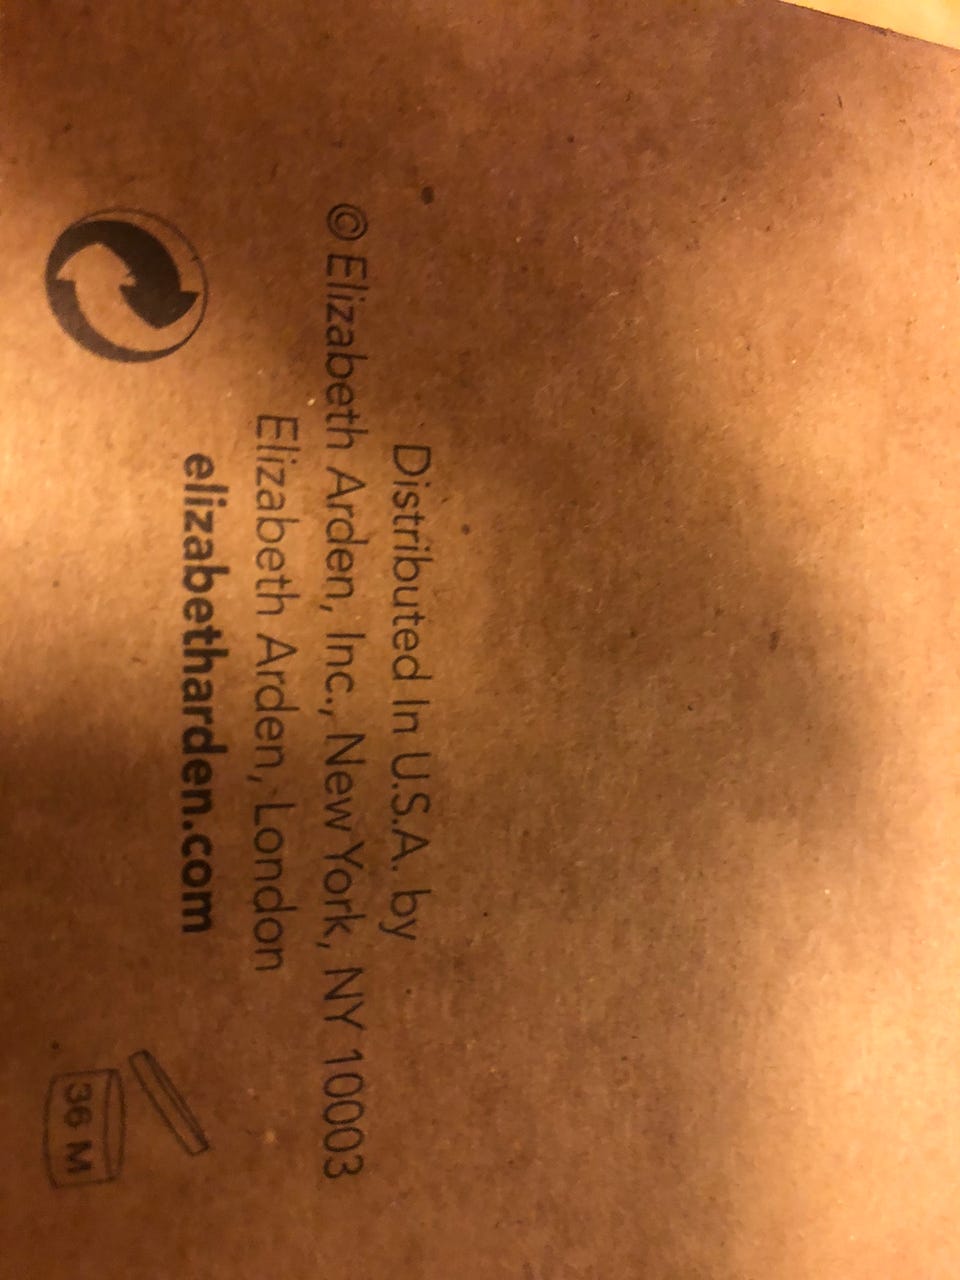 Distributed In U.S.A. by
© Elizabeth Arden, Inc., New York, NY 10003
Elizabeth Arden, London
elizabetharden.com
36 M